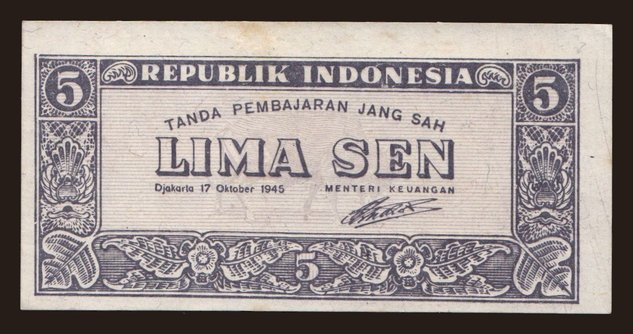 5 REPUBLIK INDONESIA 5
TANDA PEMBAJARAN JANG SAH
LIMA SEN
Djakarta 17 Oktober 1945 MENTERI KEUANGAN
5